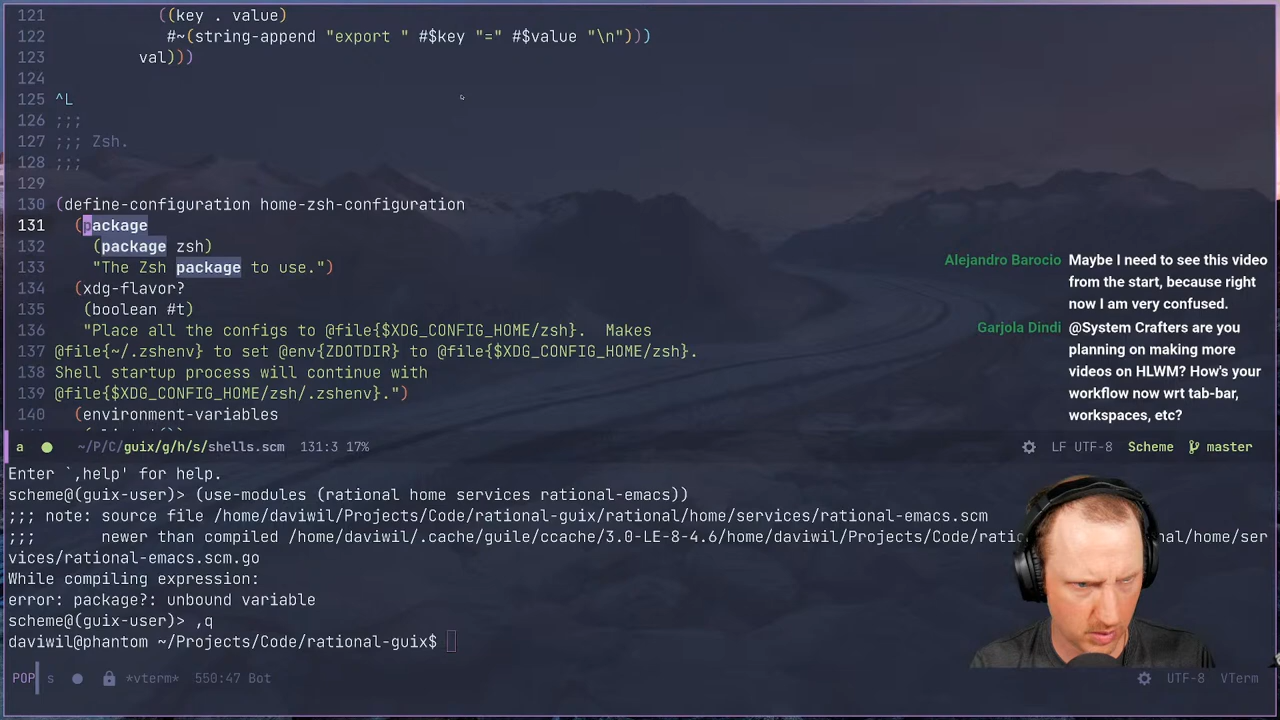 121            ((key . value)
122             #~(string-append "export " #$key "=" #$value "\n")))
123          val)))
124
125 ^L
126 ;;;
127 ;;; Zsh.
128 ;;;
129
130 (define-configuration home-zsh-configuration
131   (package
132     (package zsh)
133     "The Zsh package to use.")
134   (xdg-flavor?
135    (boolean #t)
136    "Place all the configs to @file{$XDG_CONFIG_HOME/zsh}.  Makes
137 @file{~/.zshenv} to set @env{ZDOTDIR} to @file{$XDG_CONFIG_HOME/zsh}.
138 Shell startup process will continue with
139 @file{$XDG_CONFIG_HOME/zsh/.zshenv}.")
140   (environment-variables
Alejandro Barocio Maybe I need to see this video
from the start, because right
now I am very confused.
Garjola Dindi @System Crafters are you
planning on making more
videos on HLWM? How's your
workflow now wrt tab-bar,
workspaces, etc?
a ~/P/C/guix/g/h/s/shells.scm 131:3 17% LF UTF-8 Scheme master
Enter `,help' for help.
scheme@(guix-user)> (use-modules (rational home services rational-emacs))
;;; note: source file /home/daviwil/Projects/Code/rational-guix/rational/home/services/rational-emacs.scm
;;;       newer than compiled /home/daviwil/.cache/guile/ccache/3.0-LE-8-4.6/home/daviwil/Projects/Code/ratio al/home/ser
vices/rational-emacs.scm.go
While compiling expression:
error: package?: unbound variable
scheme@(guix-user)> ,q
daviwil@phantom ~/Projects/Code/rational-guix$
POP s *vterm* 550:47 Bot UTF-8 VTerm